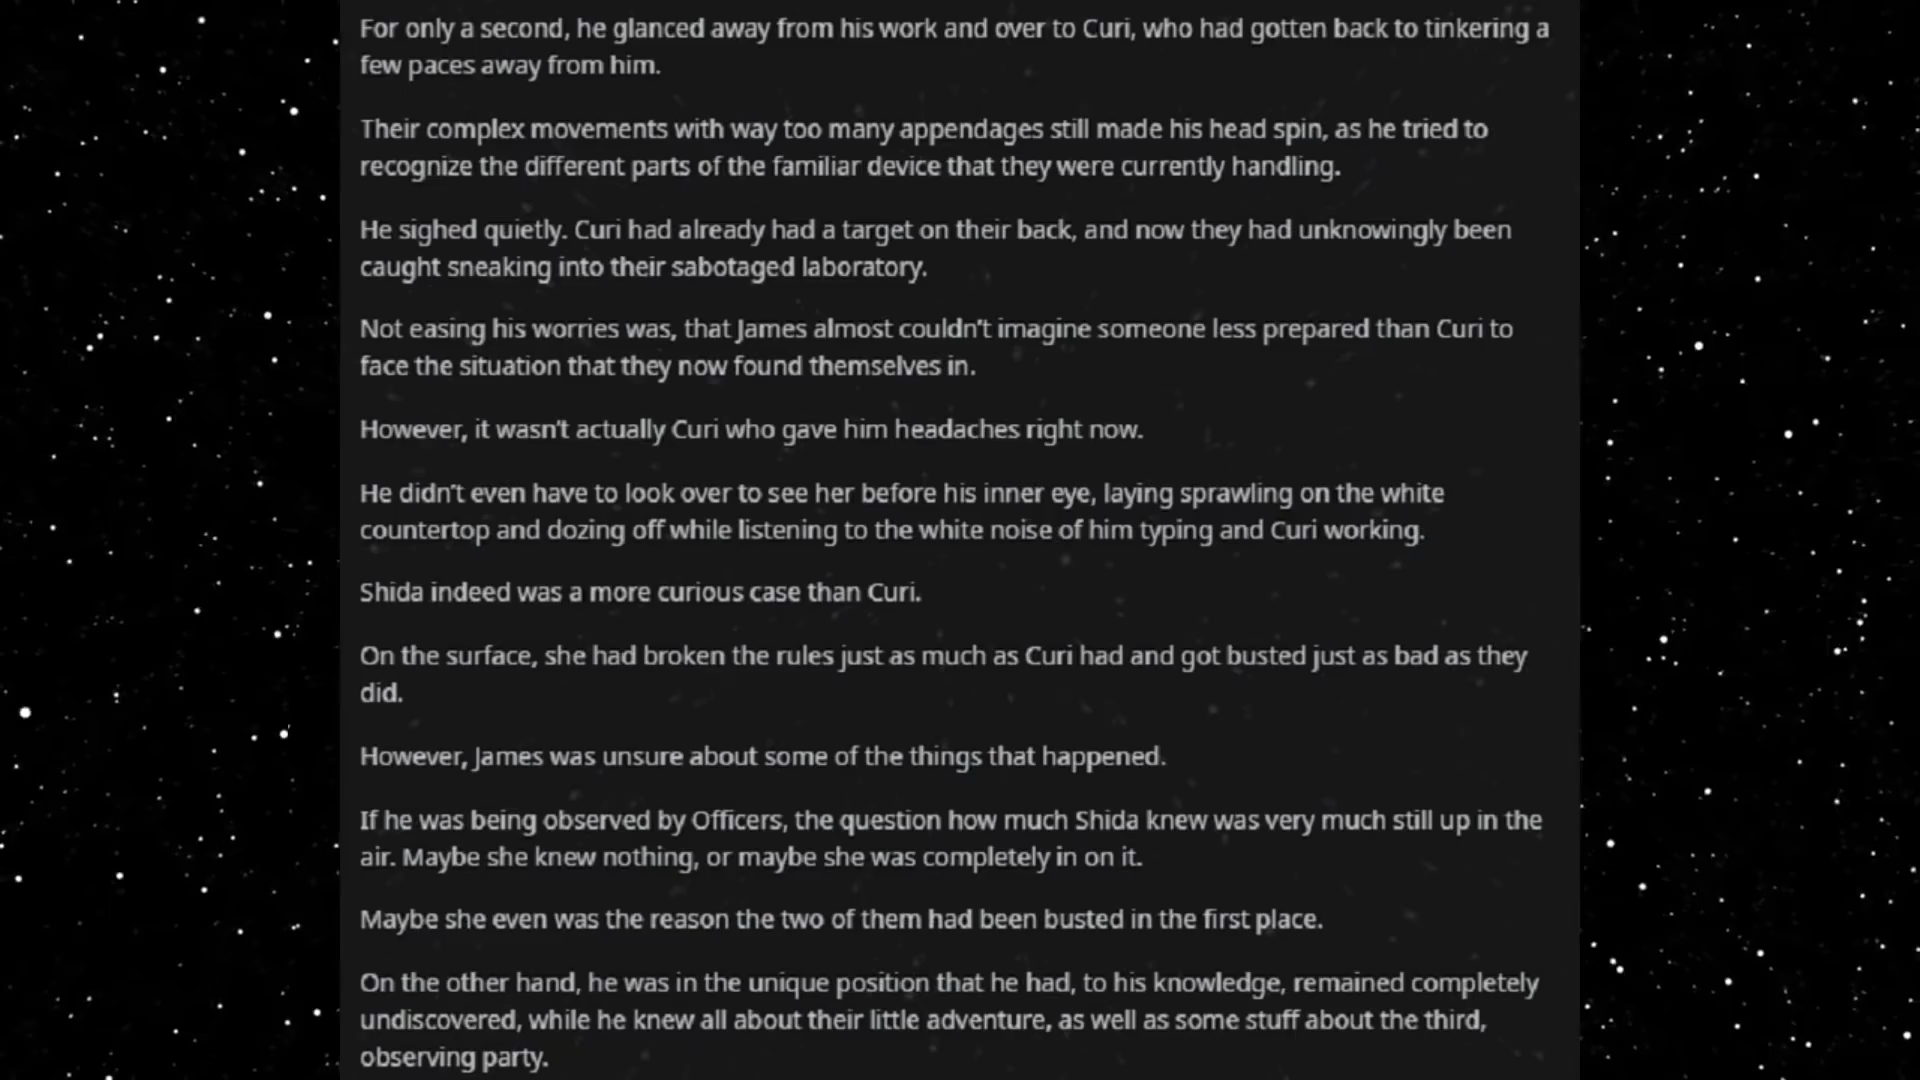 For only a second, he glanced away from his work and over to Curi, who had gotten back to tinkering a
few paces away from him.
Their complex movements with way too many appendages still made his head spin, as he tried to
recognize the different parts of the familiar device that they were currently handling.
He sighed quietly. Curi had already had a target on their back, and now they had unknowingly been
caught sneaking into their sabotaged laboratory.
Not easing his worries was, that James almost couldn't imagine someone less prepared than Curi to
face the situation that they now found themselves in.
However, it wasn't actually Curi who gave him headaches right now.
He didn't even have to look over to see her before his inner eye, laying sprawling on the white
countertop and dozing off while listening to the white noise of him typing and Curi working.
Shida indeed was a more curious case than Curi.
On the surface, she had broken the rules just as much as Curi had and got busted just as bad as they
did.
However, James was unsure about some of the things that happened.
If he was being observed by Officers, the question how much Shida knew was very much still up in the
air. Maybe she knew nothing, or maybe she was completely in on it.
Maybe she even was the reason the two of them had been busted in the first place.
On the other hand, he was in the unique position that he had, to his knowledge, remained completely
undiscovered, while he knew all about their little adventure, as well as some stuff about the third,
observing party.